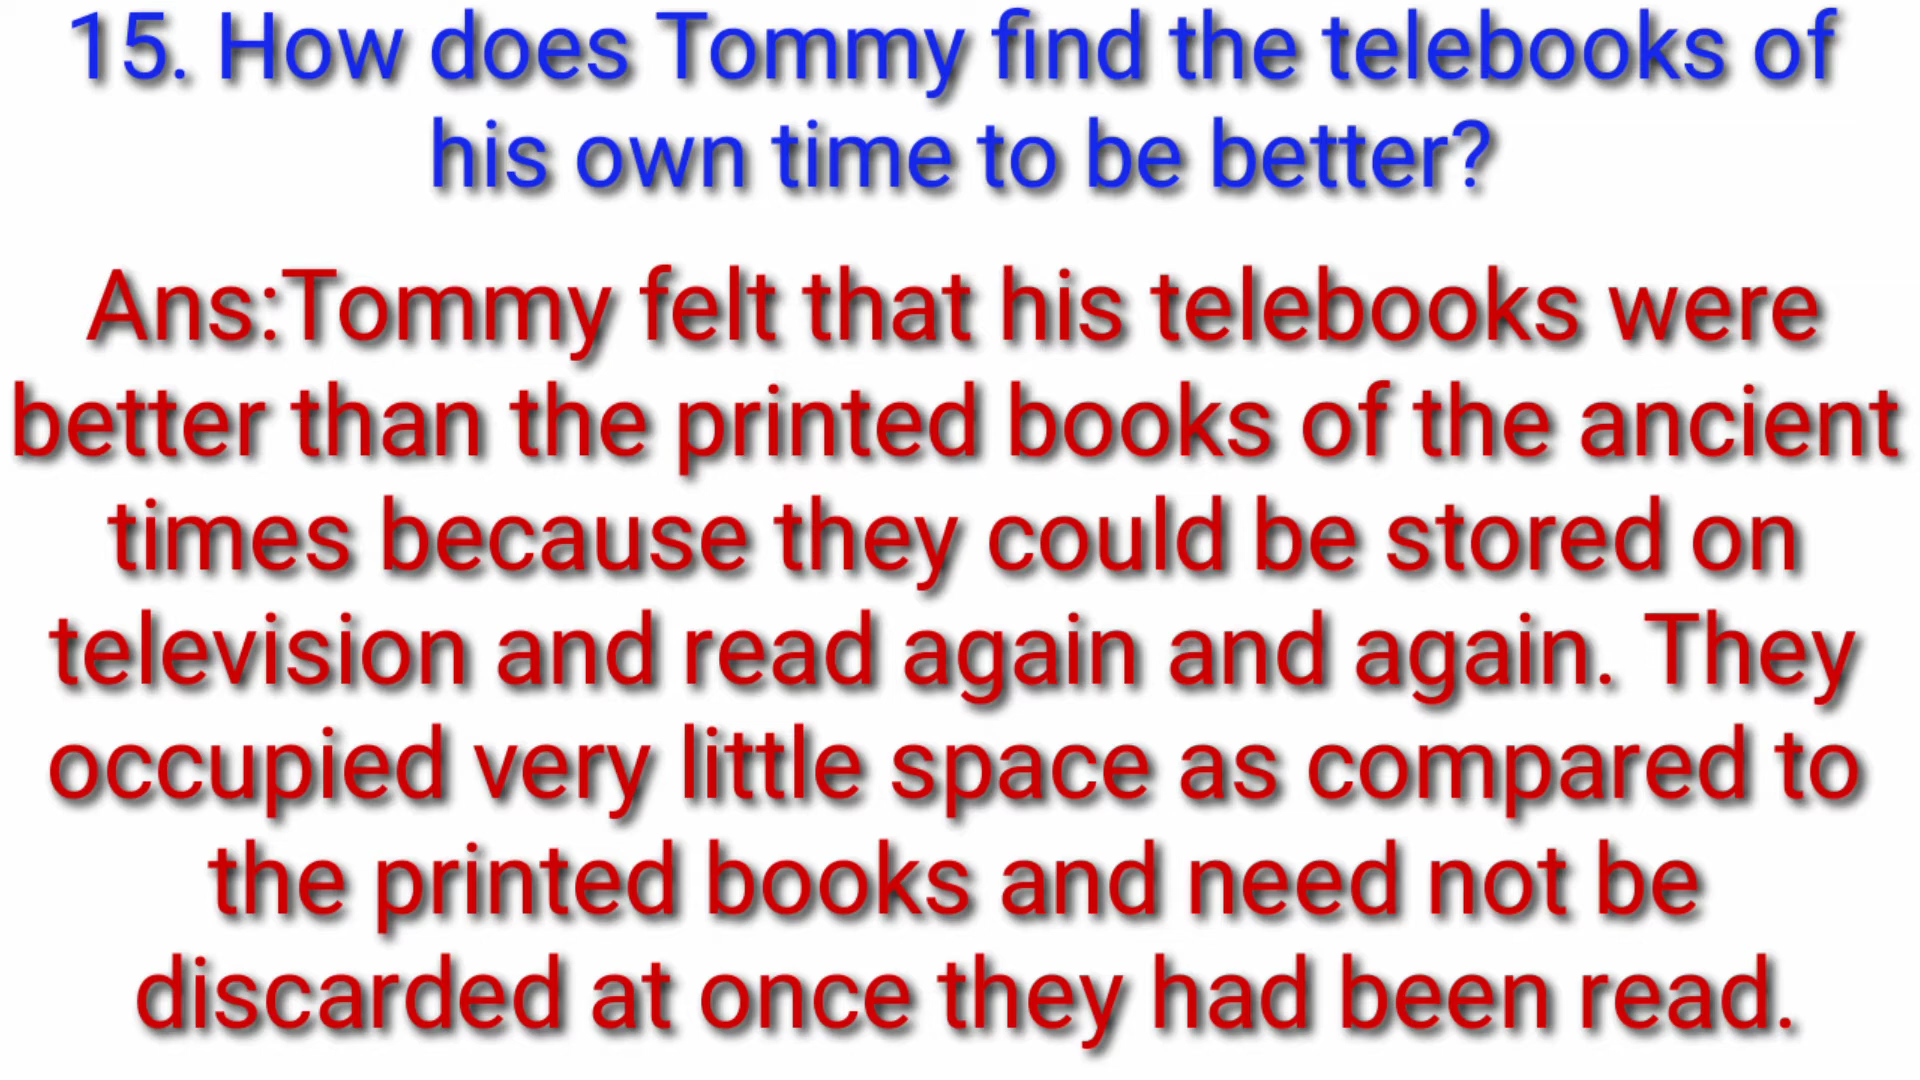 15. How does Tommy find the telebooks of
his own time to be better?
Ans:Tommy felt that his telebooks were
better than the printed books of the ancient
times because they could be stored on
television and read again and again. They
occupied very little space as compared to
the printed books and need not be
discarded at once they had been read.